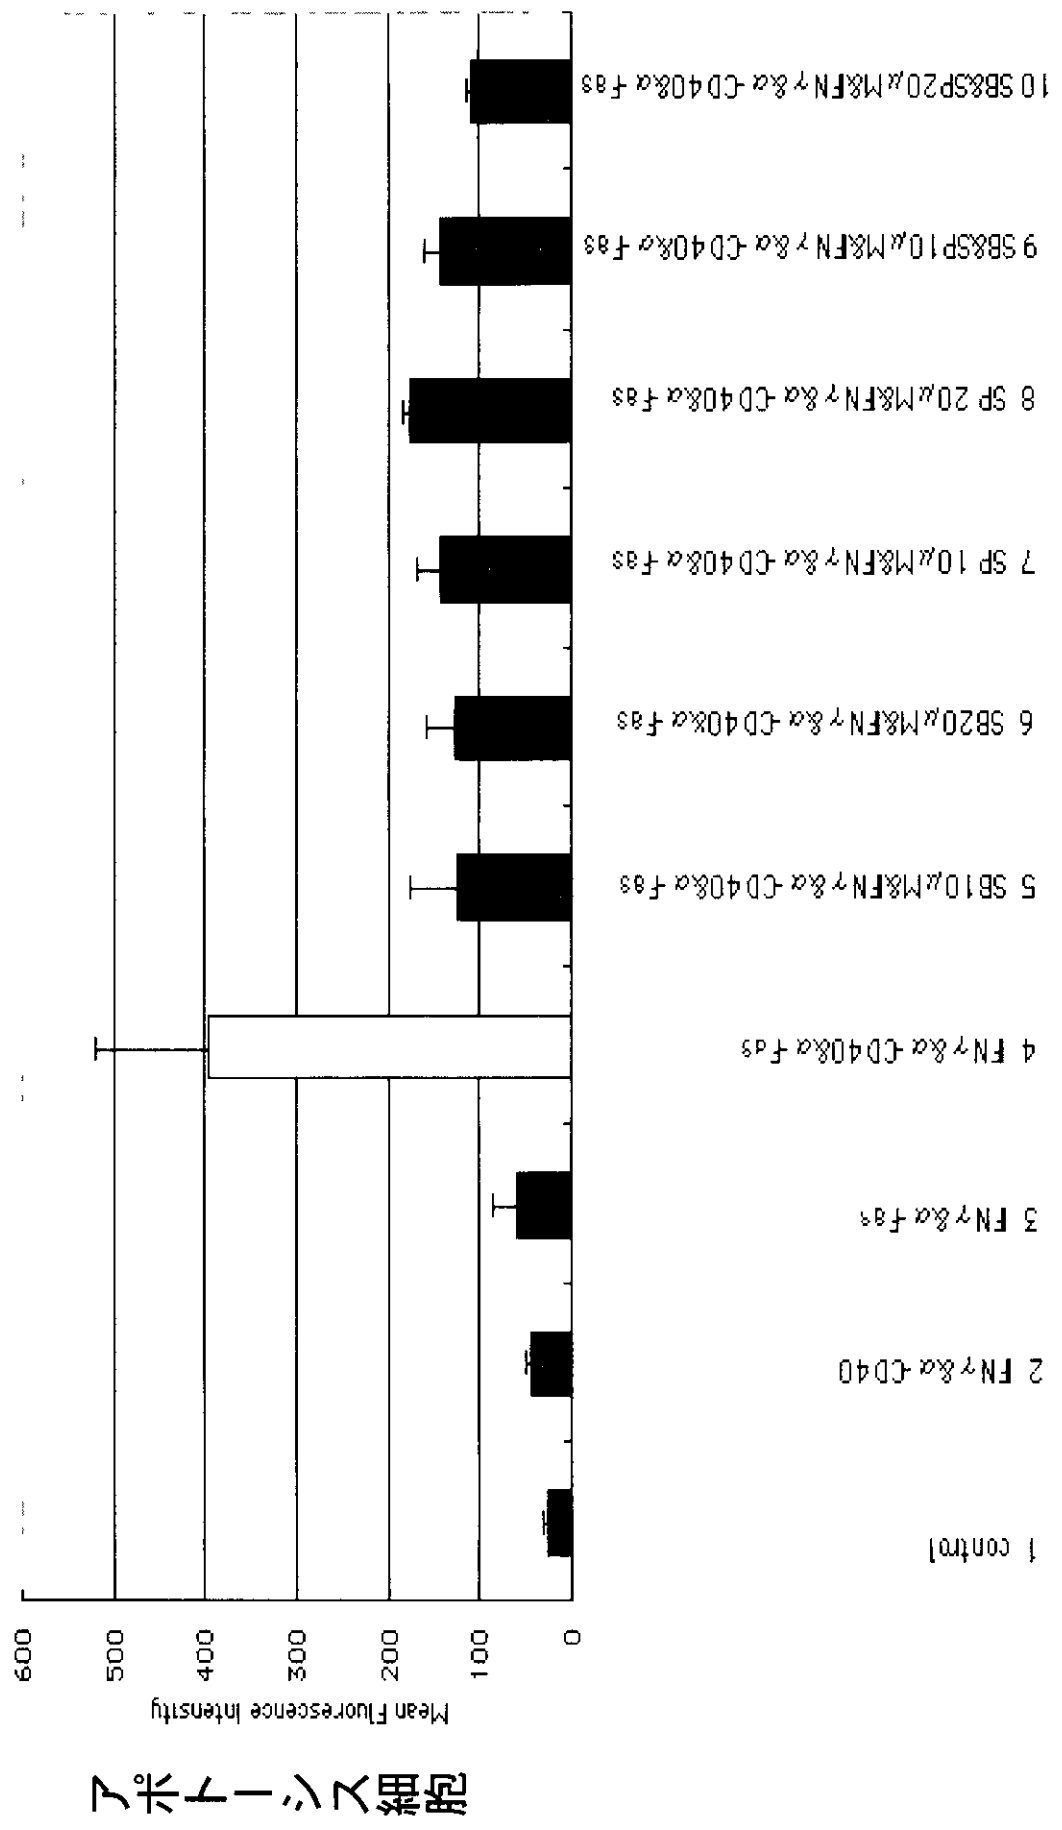 アポトーシス細胞
Mean Fluorescence Intensity
600
500
400
300
200
100
0
1 control
2 FNγ&α-CD40
3 FNγ&α-Fas
4 FNγ&α-CD40&α-Fas
5 SB10μM&FNγ&α-CD40&α-Fas
6 SB20μM&FNγ&α-CD40&α-Fas
7 SP 10μM&FNγ&α-CD40&α-Fas
8 SP 20μM&FNγ&α-CD40&α-Fas
9 SB&SP10μM&FNγ&α-CD40&α-Fas
10 SB&SP20μM&FNγ&α-CD40&α-Fas